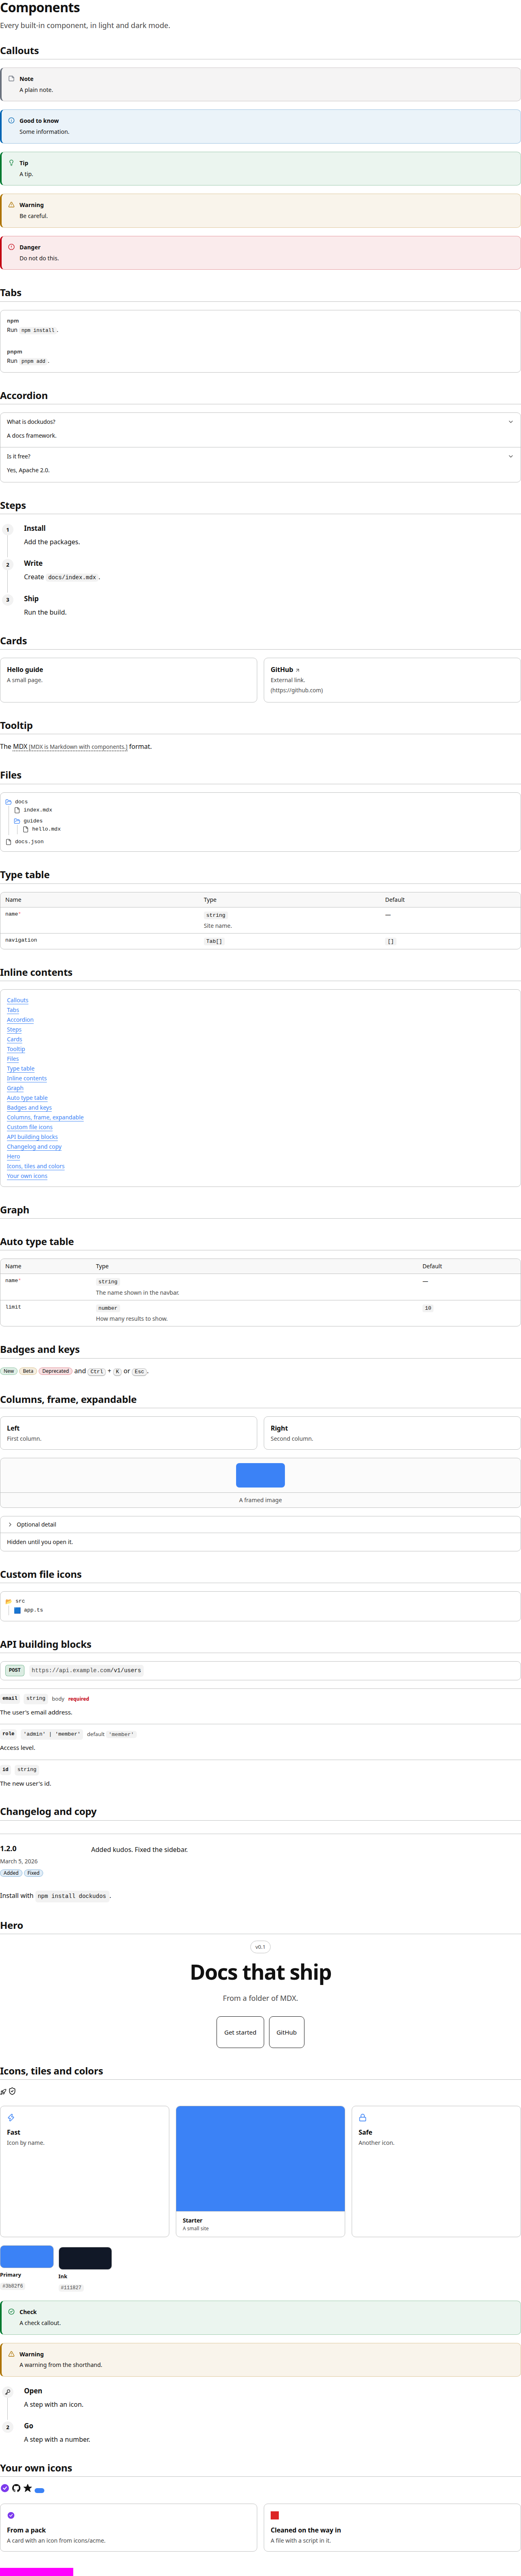 Components
Every built-in component, in light and dark mode.
Callouts
Note
A plain note.
Good to know
Some information.
Tip
A tip.
Warning
Be careful.
Danger
Do not do this.
Tabs
npm
Run npm install .
pnpm
Run pnpm add .
Accordion
What is dockudos?
A docs framework.
Is it free?
Yes, Apache 2.0.
Steps
1 Install
Add the packages.
2 Write
Create docs/index.mdx .
3 Ship
Run the build.
Cards
Hello guide
A small page.
GitHub
External link.
(https://github.com)
Tooltip
The MDX [MDX is Markdown with components.] format.
Files
docs
index.mdx
guides
hello.mdx
docs.json
Type table
Name Type Default
name* string —
Site name.
navigation Tab[] []
Inline contents
Callouts
Tabs
Accordion
Steps
Cards
Tooltip
Files
Type table
Inline contents
Graph
Auto type table
Badges and keys
Columns, frame, expandable
Custom file icons
API building blocks
Changelog and copy
Hero
Icons, tiles and colors
Your own icons
Graph
Auto type table
Name Type Default
name* string —
The name shown in the navbar.
limit number 10
How many results to show.
Badges and keys
New Beta Deprecated and Ctrl + K or Esc .
Columns, frame, expandable
Left
First column.
Right
Second column.
A framed image
Optional detail
Hidden until you open it.
Custom file icons
src
app.ts
API building blocks
POST https://api.example.com/v1/users
email string body required
The user's email address.
role 'admin' | 'member' default 'member'
Access level.
id string
The new user's id.
Changelog and copy
1.2.0
March 5, 2026
Added Fixed
Added kudos. Fixed the sidebar.
Install with npm install dockudos .
Hero
v0.1
Docs that ship
From a folder of MDX.
Get started GitHub
Icons, tiles and colors
Fast
Icon by name.
Starter
A small site
Safe
Another icon.
Primary
#3b82f6
Ink
#111827
Check
A check callout.
Warning
A warning from the shorthand.
Open
A step with an icon.
2 Go
A step with a number.
Your own icons
From a pack
A card with an icon from icons/acme.
Cleaned on the way in
A file with a script in it.